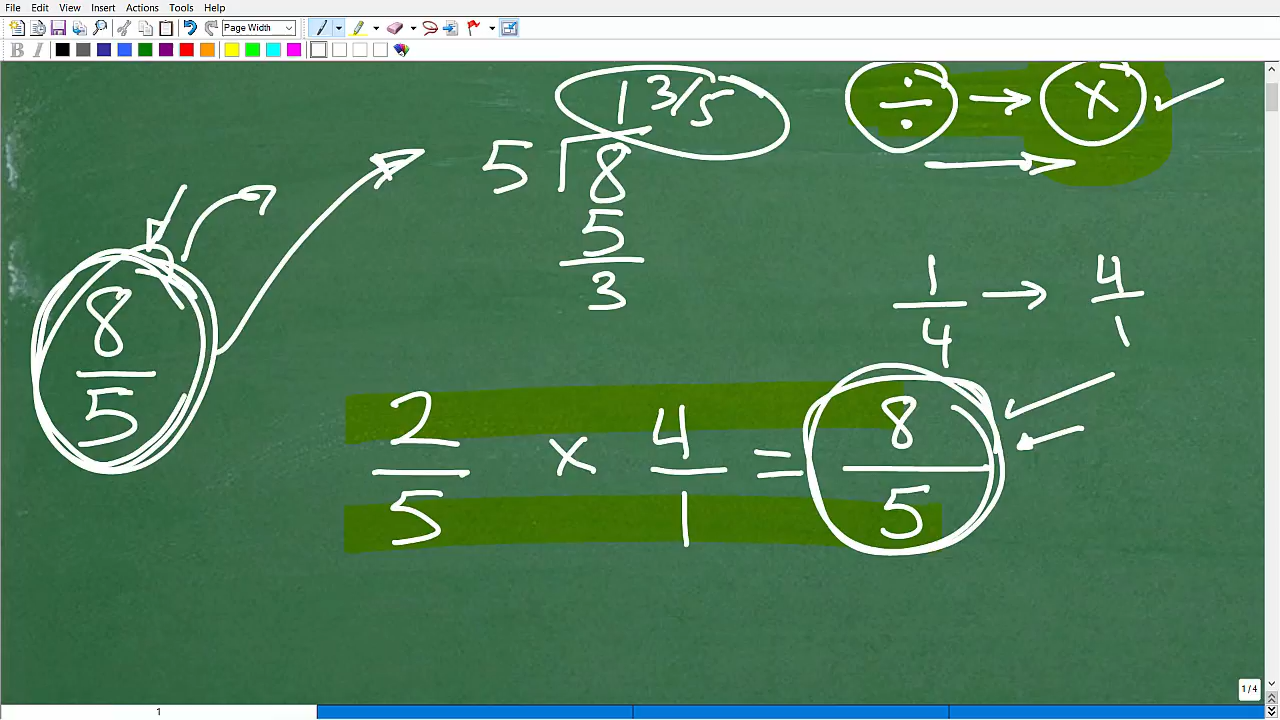 File Edit View Insert Actions Tools Help
Page Width
B I
1 3/5
5 8
5
3
÷ → ×
8/5
1/4 → 4/1
2/5 × 4/1 = 8/5
1/4
1